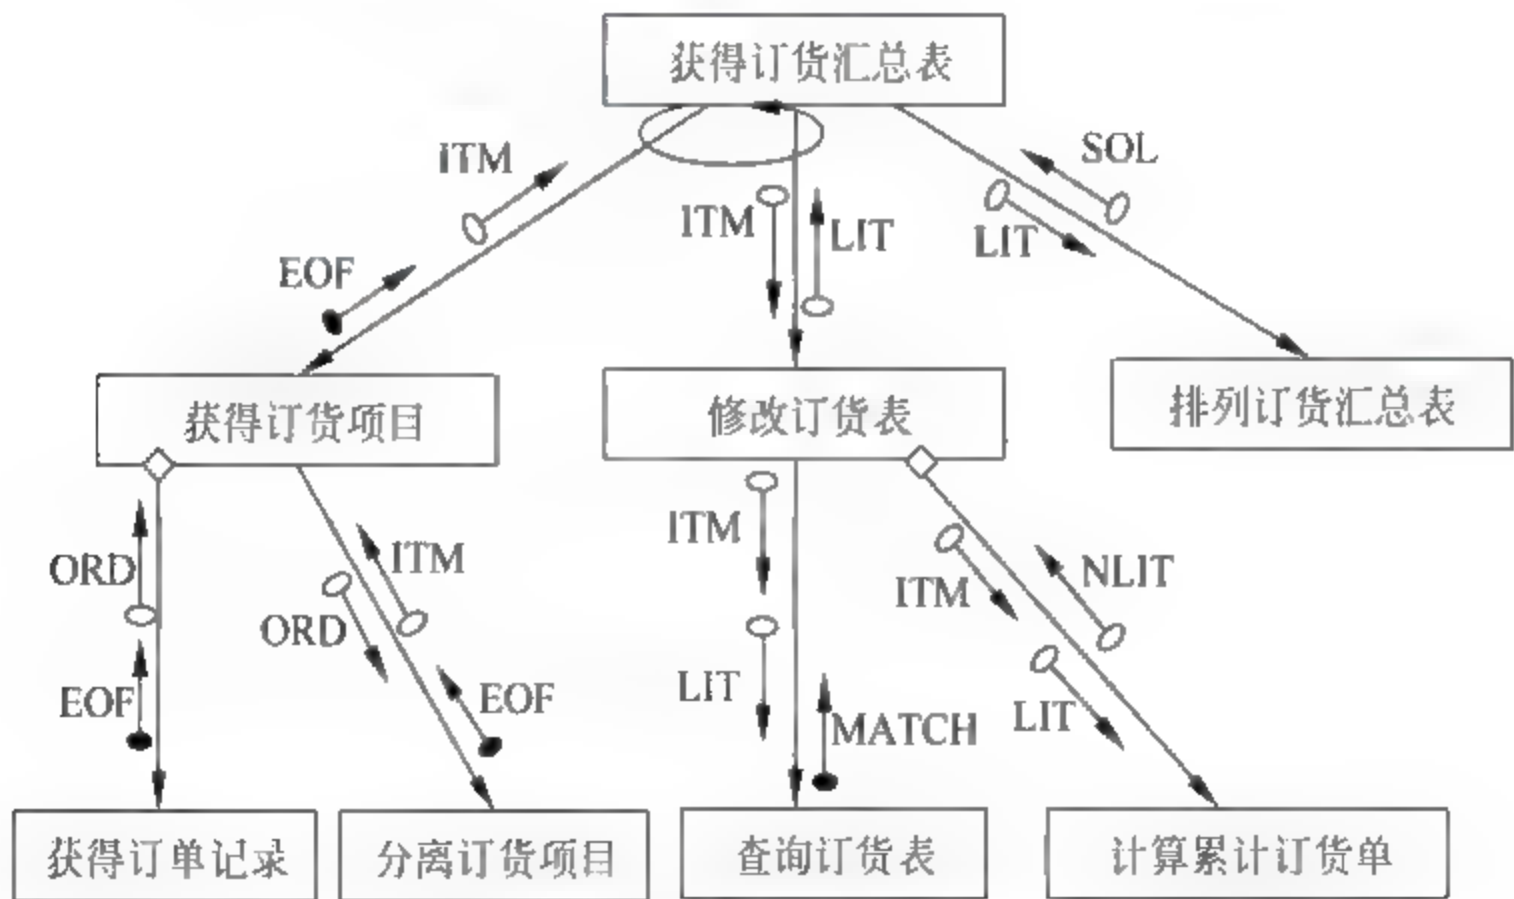 获得订货汇总表
ITM
SOL
ITM
LIT
LIT
EOF
获得订货项目
修改订货表
排列订货汇总表
ITM
ORD
ITM
NLIT
ITM
ORD
LIT
EOF
EOF
MATCH
LIT
获得订单记录
分离订货项目
查询订货表
计算累计订货单